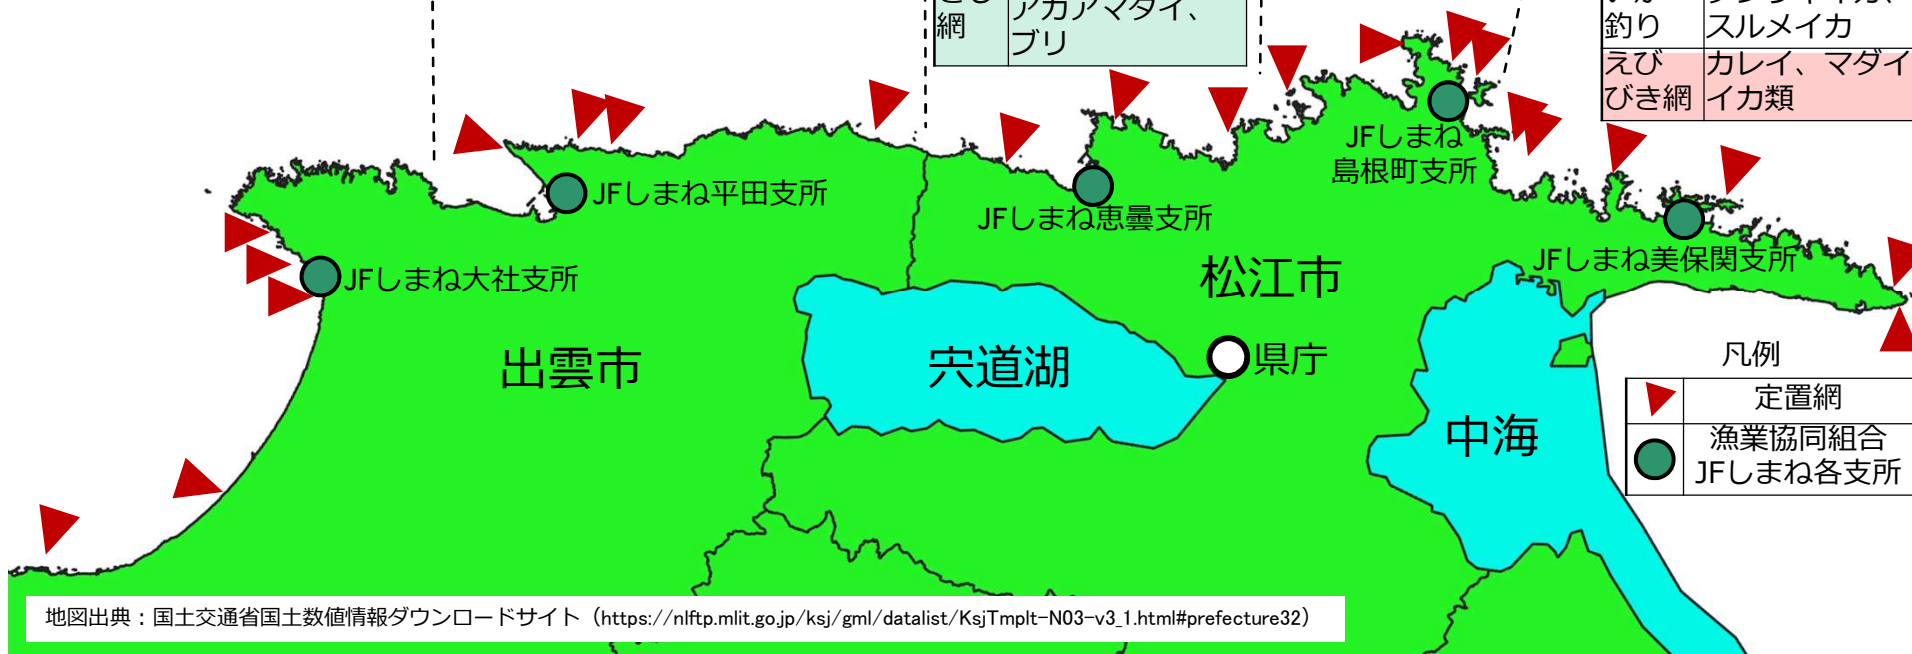 網
アカアマダイ、
ブリ
釣り
スルメイカ
えび
びき網
カレイ、マダイ
イカ類
JFしまね
島根町支所
JFしまね平田支所
JFしまね恵曇支所
JFしまね美保関支所
JFしまね大社支所
松江市
出雲市
宍道湖
県庁
中海
凡例
定置網
漁業協同組合
JFしまね各支所
地図出典：国土交通省国土数値情報ダウンロードサイト（https://nlftp.mlit.go.jp/ksj/gml/datalist/KsjTmplt-N03-v3_1.html#prefecture32）